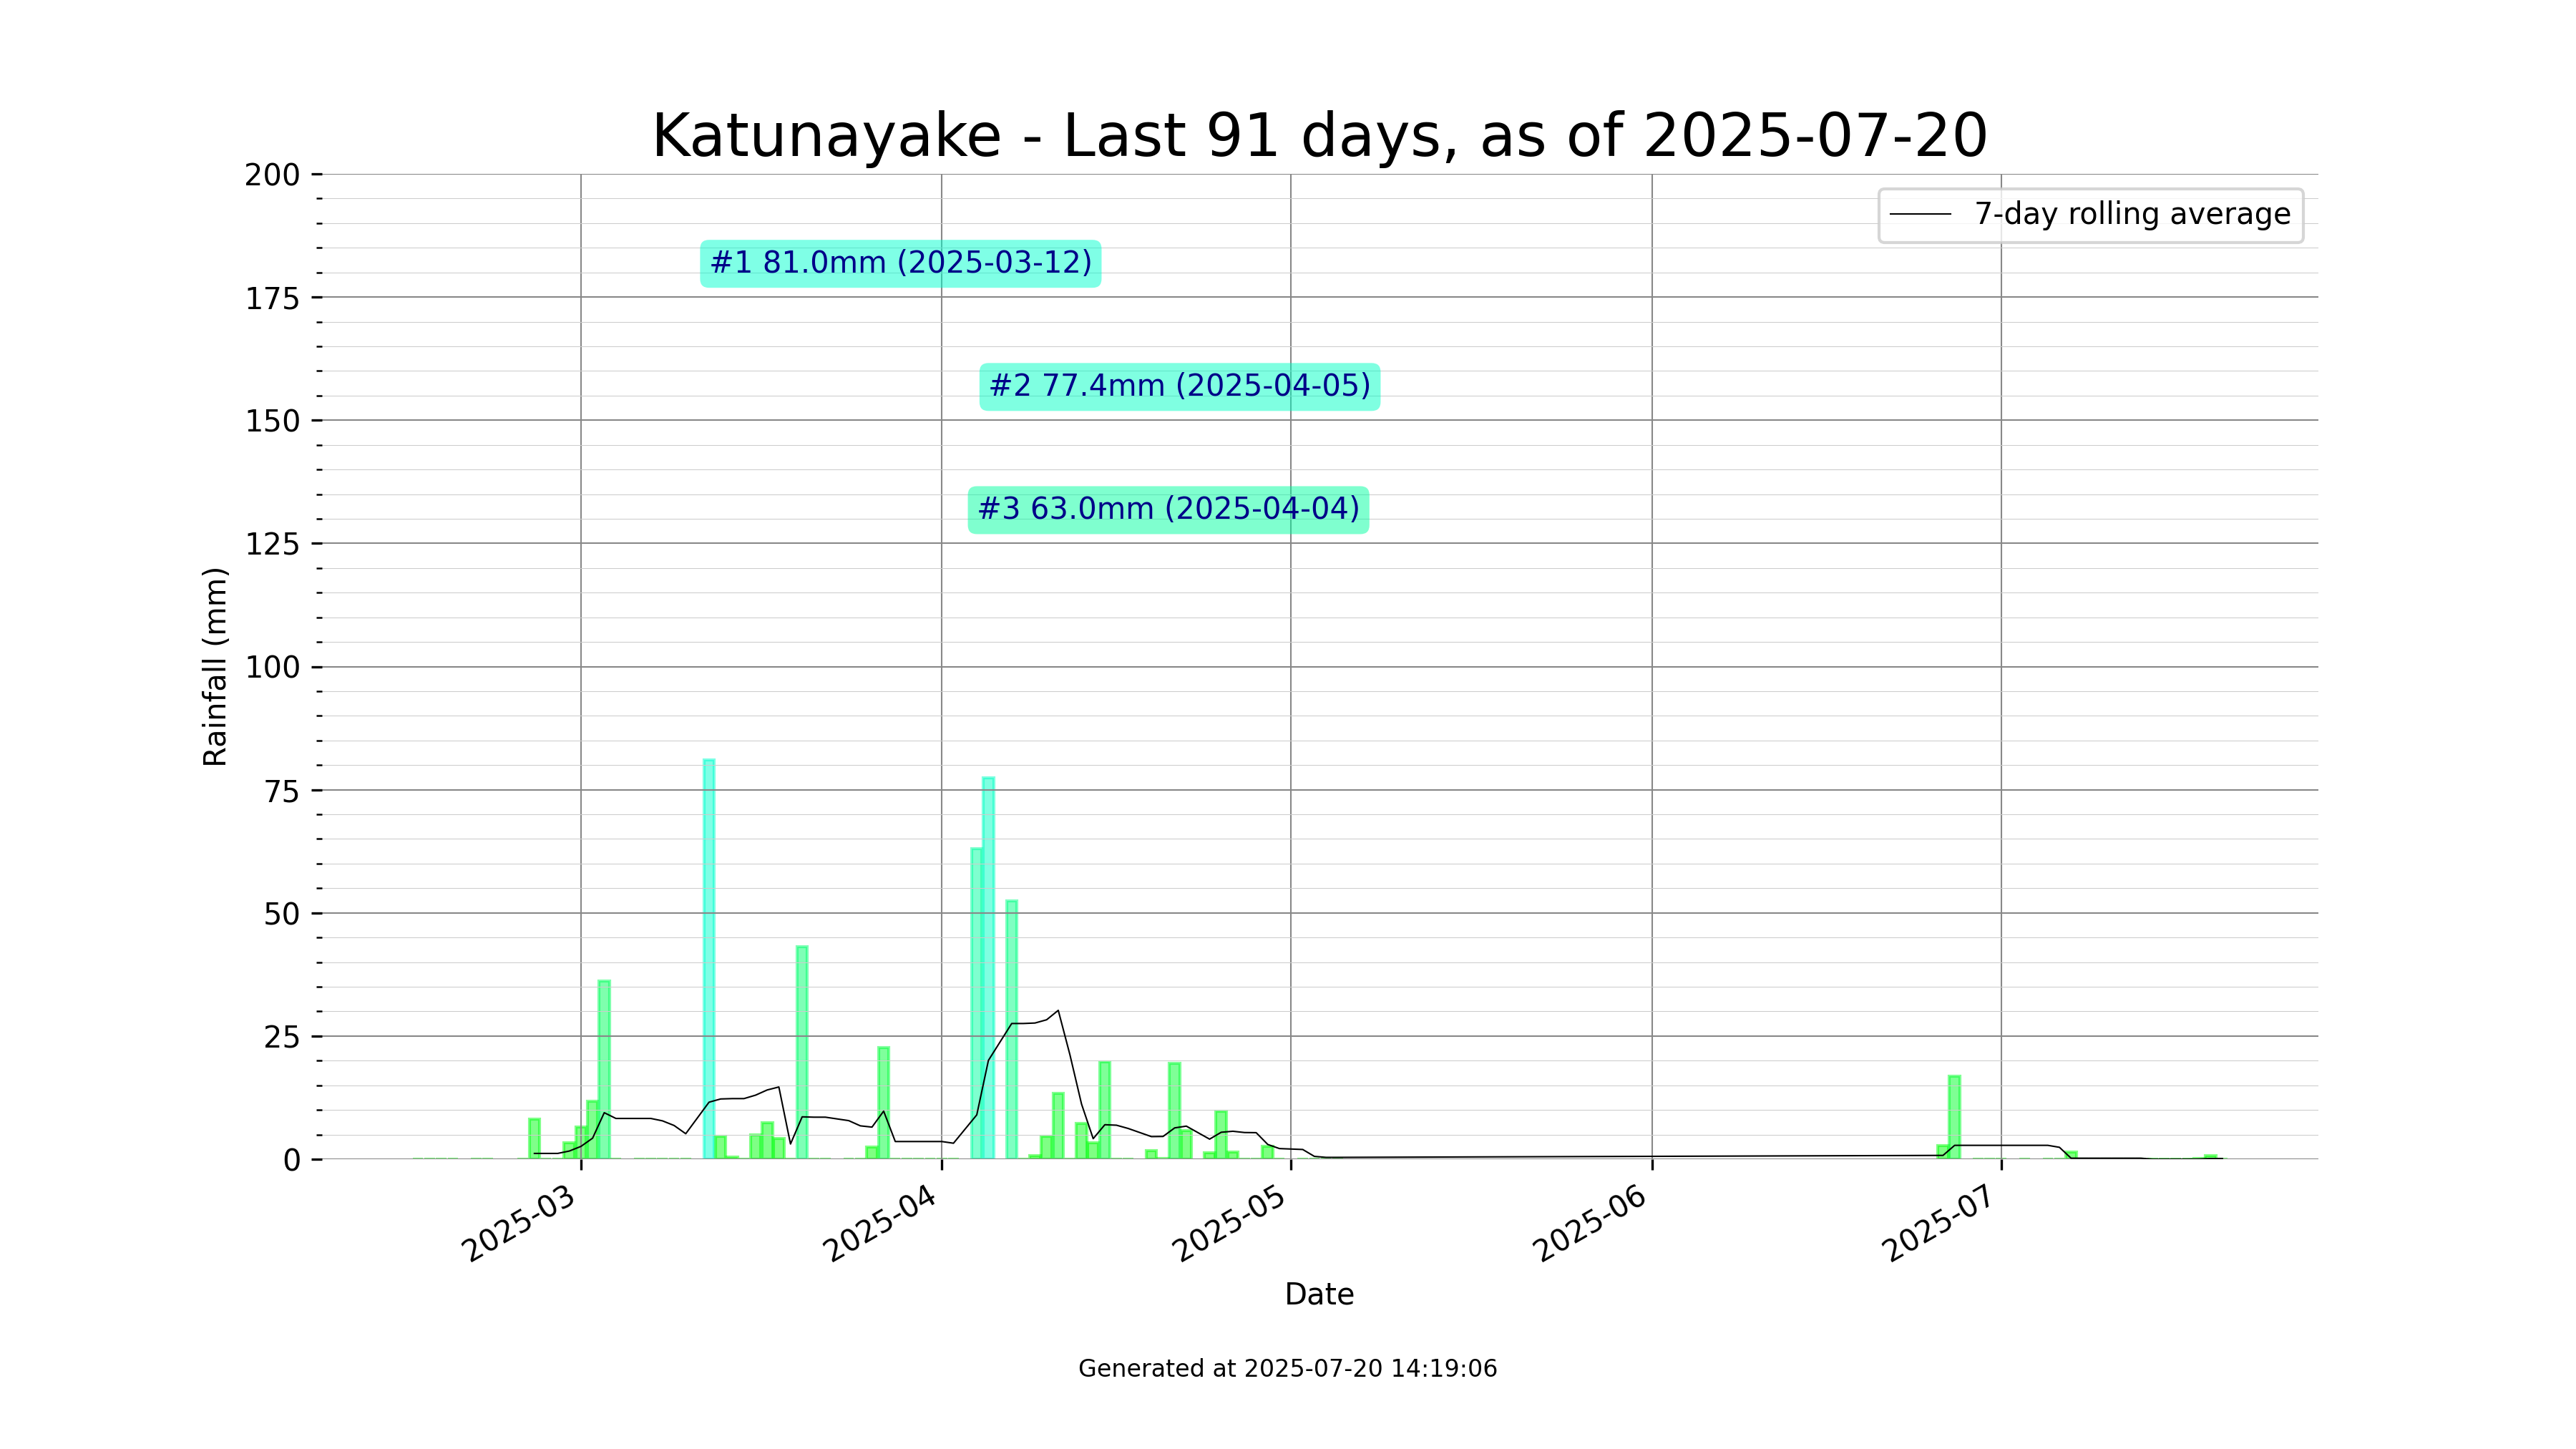 Katunayake - Last 91 days, as of 2025-07-20
200
175
150
125
100
75
50
25
0
Rainfall (mm)
7-day rolling average
#1 81.0mm (2025-03-12)
#2 77.4mm (2025-04-05)
#3 63.0mm (2025-04-04)
2025-03
2025-04
2025-05
2025-06
2025-07
Date
Generated at 2025-07-20 14:19:06